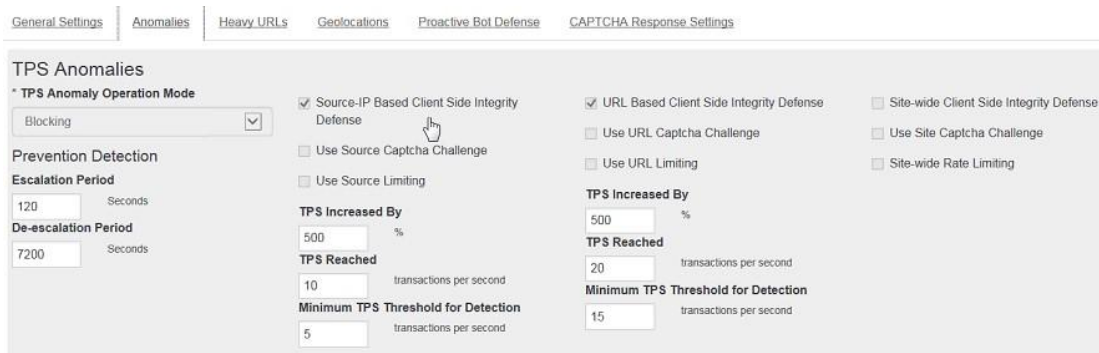 General Settings
Anomalies
Heavy URLs
Geolocations
Proactive Bot Defense
CAPTCHA Response Settings
TPS Anomalies
* TPS Anomaly Operation Mode
Blocking
Prevention Detection
Escalation Period
120 Seconds
De-escalation Period
7200 Seconds
Source-IP Based Client Side Integrity
Defense
Use Source Captcha Challenge
Use Source Limiting
TPS Increased By
500 %
TPS Reached
10 transactions per second
Minimum TPS Threshold for Detection
5 transactions per second
URL Based Client Side Integrity Defense
Use URL Captcha Challenge
Use URL Limiting
TPS Increased By
500 %
TPS Reached
20 transactions per second
Minimum TPS Threshold for Detection
15 transactions per second
Site-wide Client Side Integrity Defense
Use Site Captcha Challenge
Site-wide Rate Limiting